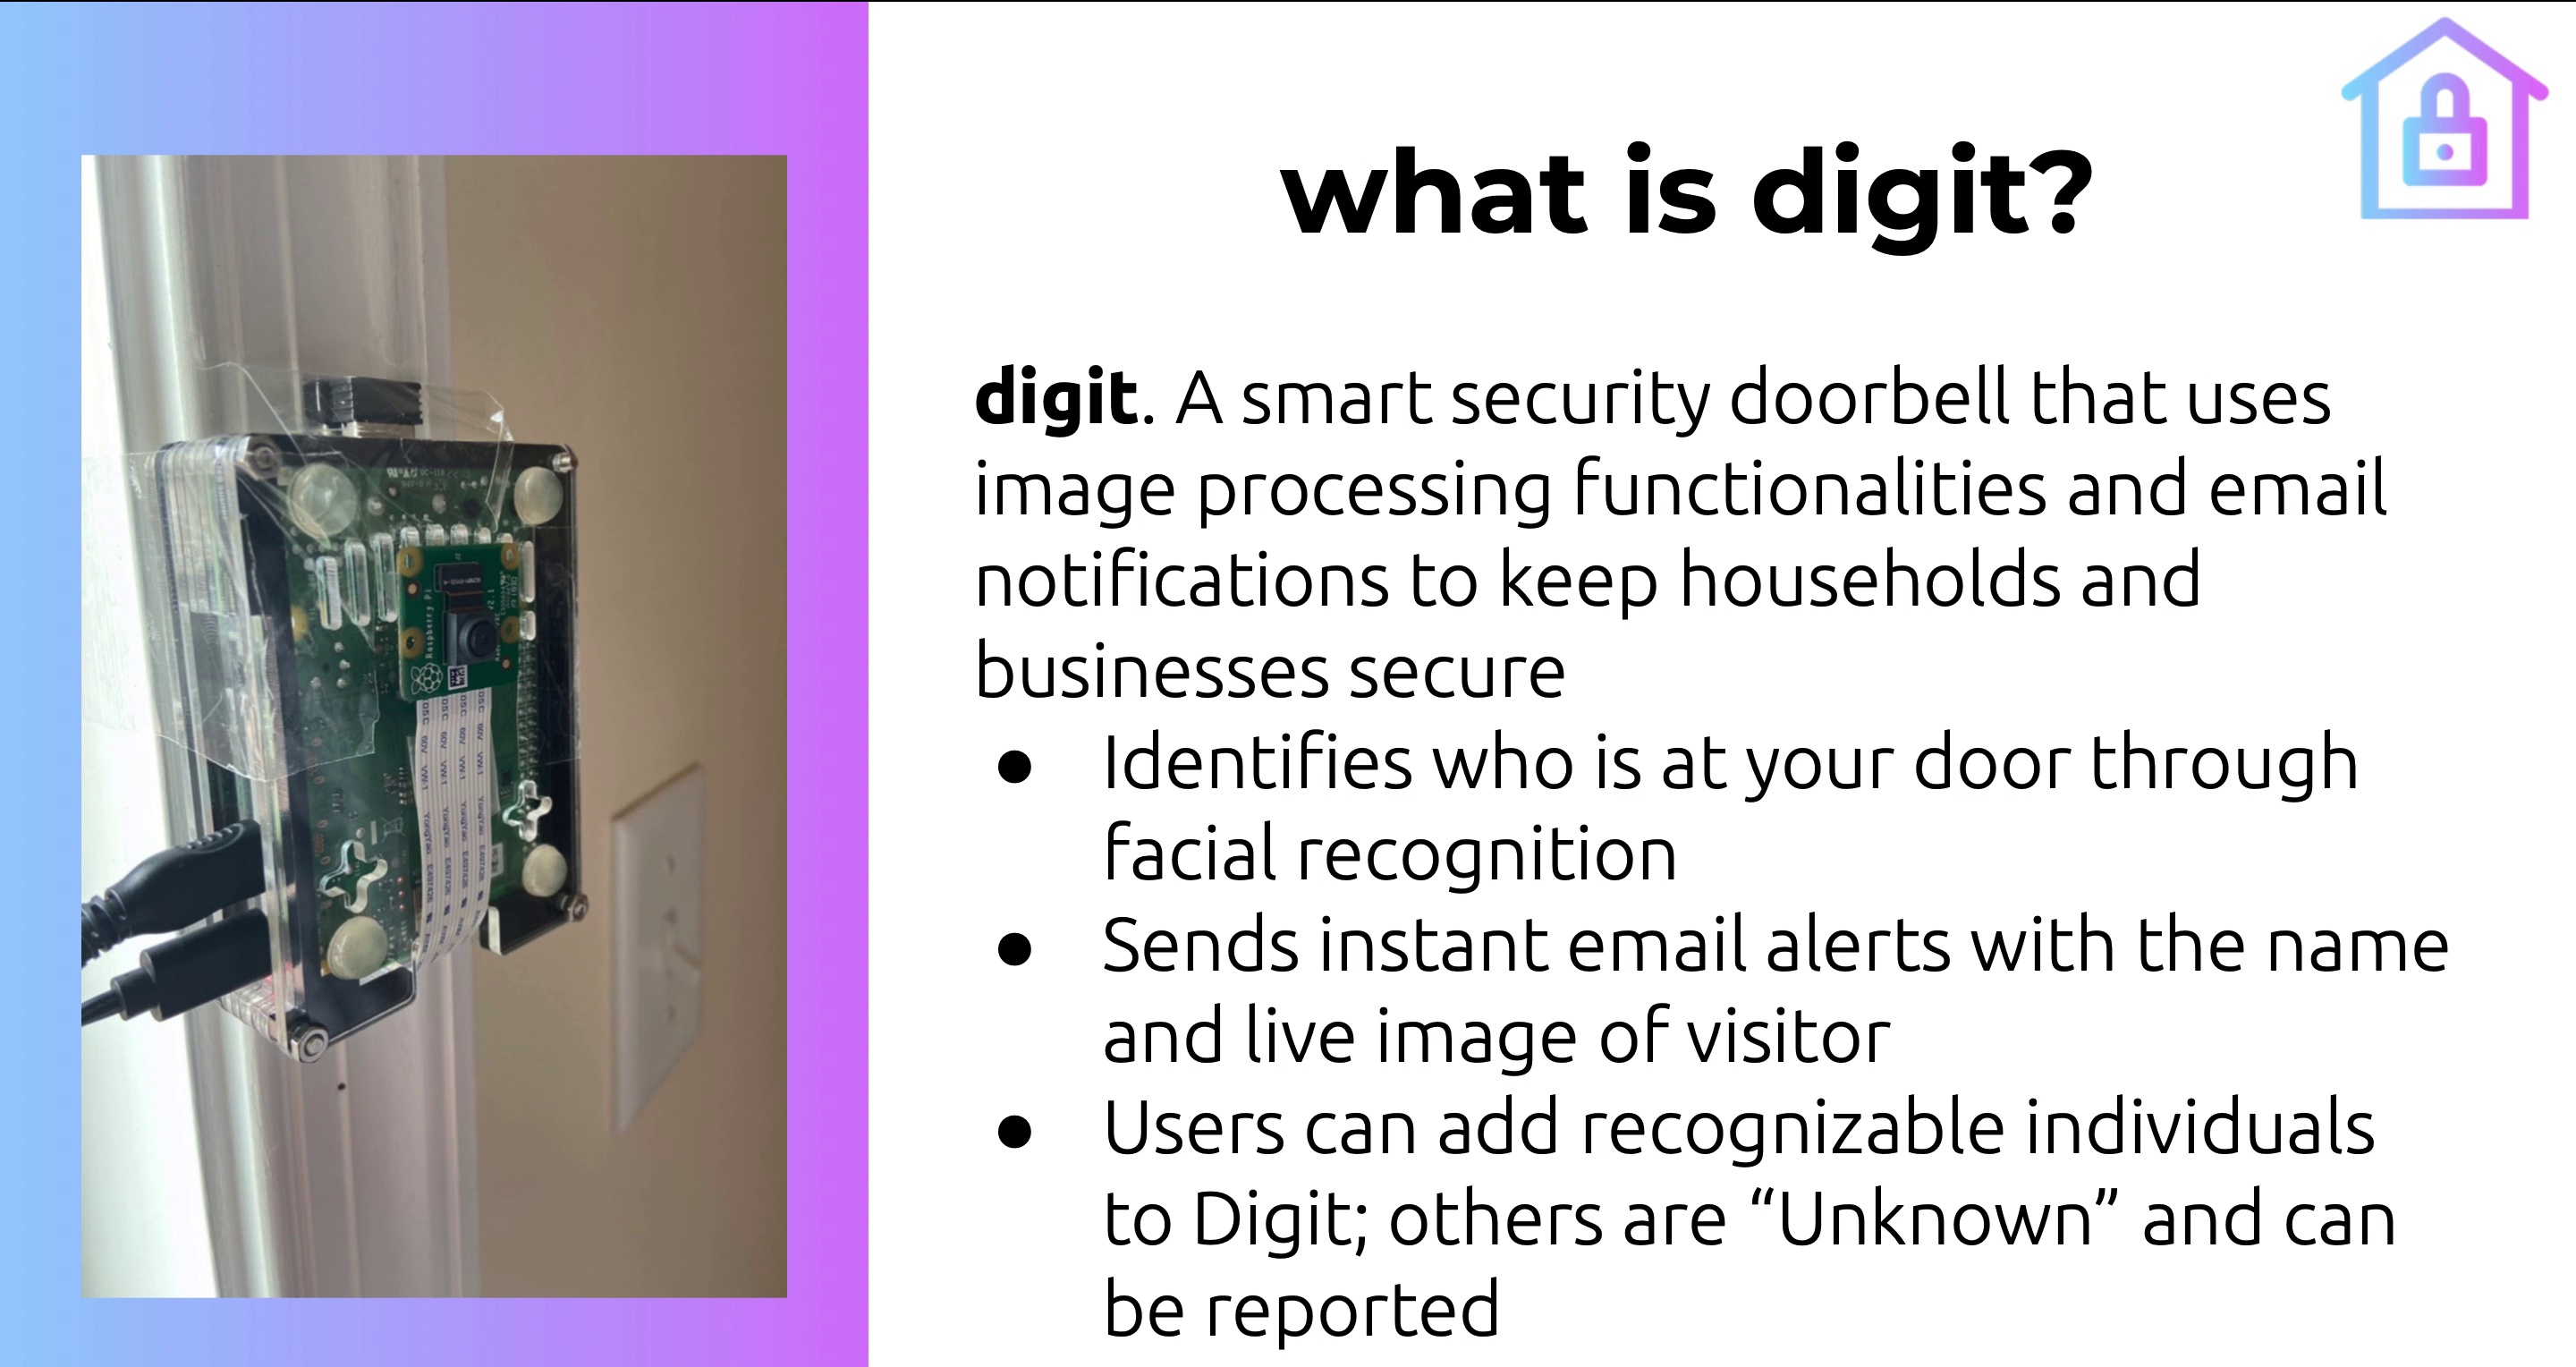 what is digit?
digit. A smart security doorbell that uses
image processing functionalities and email
notifications to keep households and
businesses secure
● Identifies who is at your door through
facial recognition
● Sends instant email alerts with the name
and live image of visitor
● Users can add recognizable individuals
to Digit; others are “Unknown” and can
be reported
Raspberry Pi